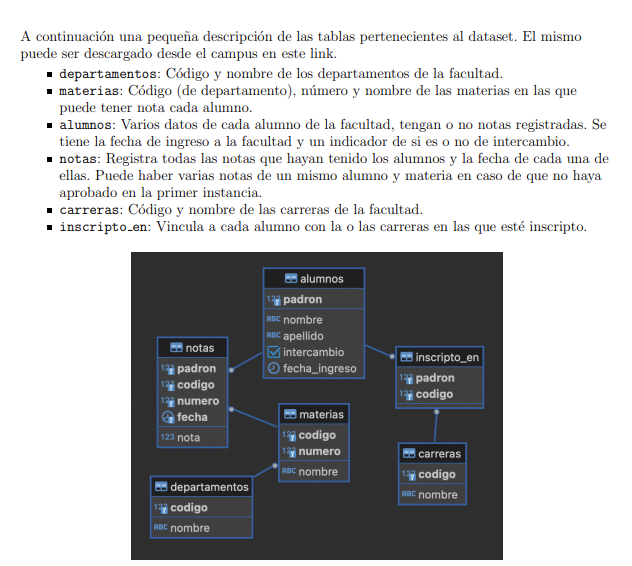 A continuación una pequeña descripción de las tablas pertenecientes al dataset. El mismo
puede ser descargado desde el campus en este link.
▪ departamentos: Código y nombre de los departamentos de la facultad.
▪ materias: Código (de departamento), número y nombre de las materias en las que
puede tener nota cada alumno.
▪ alumnos: Varios datos de cada alumno de la facultad, tengan o no notas registradas. Se
tiene la fecha de ingreso a la facultad y un indicador de si es o no de intercambio.
▪ notas: Registra todas las notas que hayan tenido los alumnos y la fecha de cada una de
ellas. Puede haber varias notas de un mismo alumno y materia en caso de que no haya
aprobado en la primer instancia.
▪ carreras: Código y nombre de las carreras de la facultad.
▪ inscripto_en: Vincula a cada alumno con la o las carreras en las que esté inscripto.
alumnos
123 padron
ABC nombre
ABC apellido
intercambio
fecha_ingreso
notas
123 padron
123 codigo
123 numero
fecha
123 nota
inscripto_en
123 padron
123 codigo
materias
123 codigo
123 numero
ABC nombre
carreras
123 codigo
ABC nombre
departamentos
123 codigo
ABC nombre